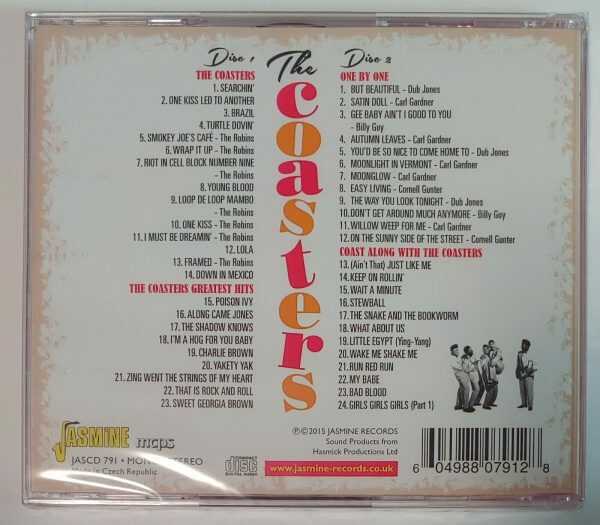 Disc 1
THE COASTERS
1. SEARCHIN'
2. ONE KISS LED TO ANOTHER
3. BRAZIL
4. TURTLE DOVIN'
5. SMOKEY JOE'S CAFÉ - The Robins
6. WRAP IT UP - The Robins
7. RIOT IN CELL BLOCK NUMBER NINE
- The Robins
8. YOUNG BLOOD
9. LOOP DE LOOP MAMBO
- The Robins
10. ONE KISS - The Robins
11. I MUST BE DREAMIN' - The Robins
12. LOLA
13. FRAMED - The Robins
14. DOWN IN MEXICO
THE COASTERS GREATEST HITS
15. POISON IVY
16. ALONG CAME JONES
17. THE SHADOW KNOWS
18. I'M A HOG FOR YOU BABY
19. CHARLIE BROWN
20. YAKETY YAK
21. ZING WENT THE STRINGS OF MY HEART
22. THAT IS ROCK AND ROLL
23. SWEET GEORGIA BROWN
The
coasters
Disc 2
ONE BY ONE
1. BUT BEAUTIFUL - Dub Jones
2. SATIN DOLL - Carl Gardner
3. GEE BABY AIN'T I GOOD TO YOU
- Billy Guy
4. AUTUMN LEAVES - Carl Gardner
5. YOU'D BE SO NICE TO COME HOME TO - Dub Jones
6. MOONLIGHT IN VERMONT - Carl Gardner
7. MOONGLOW - Carl Gardner
8. EASY LIVING - Cornell Gunter
9. THE WAY YOU LOOK TONIGHT - Dub Jones
10. DON'T GET AROUND MUCH ANYMORE - Billy Guy
11. WILLOW WEEP FOR ME - Carl Gardner
12. ON THE SUNNY SIDE OF THE STREET - Cornell Gunter
COAST ALONG WITH THE COASTERS
13. (Ain't That) JUST LIKE ME
14. KEEP ON ROLLIN'
15. WAIT A MINUTE
16. STEWBALL
17. THE SNAKE AND THE BOOKWORM
18. WHAT ABOUT US
19. LITTLE EGYPT (Ying-Yang)
20. WAKE ME SHAKE ME
21. RUN RED RUN
22. MY BABE
23. BAD BLOOD
24. GIRLS GIRLS GIRLS (Part 1)
JASMINE
mcps
JASCD 791 • MONO STEREO
Made in Czech Republic
COMPACT
disc
DIGITAL AUDIO
℗©2015 JASMINE RECORDS
Sound Products from
Hasmick Productions Ltd
www.jasmine-records.co.uk
6 04988 07912 8